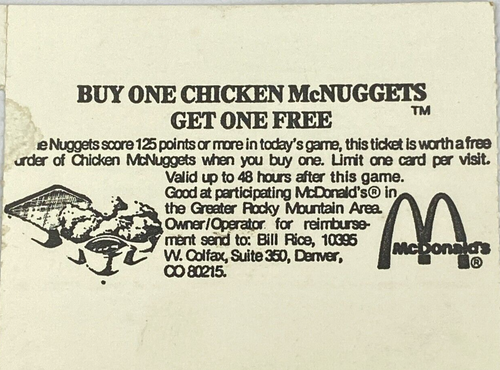 BUY ONE CHICKEN McNUGGETS™
GET ONE FREE
e Nuggets score 125 points or more in today's game, this ticket is worth a free
order of Chicken McNuggets when you buy one. Limit one card per visit.
Valid up to 48 hours after this game.
Good at participating McDonald's® in
the Greater Rocky Mountain Area.
Owner/Operator for reimburse-
ment send to: Bill Rice, 10395
W. Colfax, Suite 350, Denver,
CO 80215.
McDonald's®